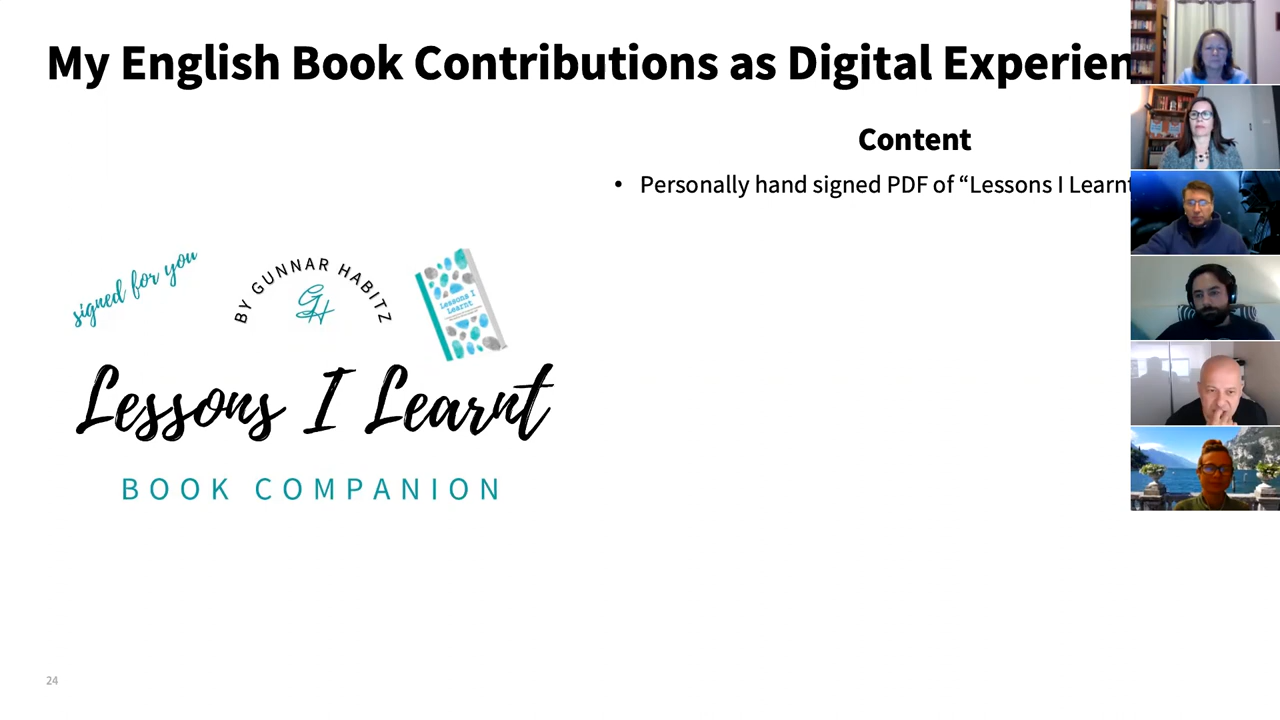 My English Book Contributions as Digital Experien
Content
• Personally hand signed PDF of “Lessons I Learnt
signed for you
BY GUNNAR HABITZ
GH
Lessons I
Learnt
Lessons I Learnt
BOOK COMPANION
24